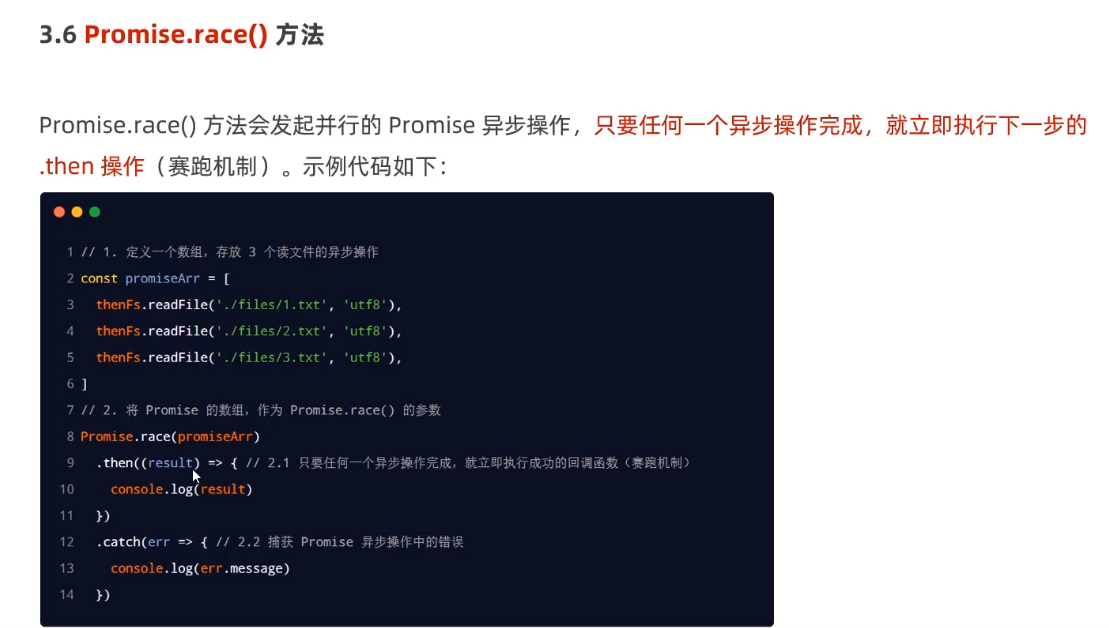 3.6 Promise.race() 方法
Promise.race() 方法会发起并行的 Promise 异步操作，只要任何一个异步操作完成，就立即执行下一步的
.then 操作（赛跑机制）。示例代码如下：
1 // 1. 定义一个数组，存放 3 个读文件的异步操作
2 const promiseArr = [
3   thenFs.readFile('./files/1.txt', 'utf8'),
4   thenFs.readFile('./files/2.txt', 'utf8'),
5   thenFs.readFile('./files/3.txt', 'utf8'),
6 ]
7 // 2. 将 Promise 的数组，作为 Promise.race() 的参数
8 Promise.race(promiseArr)
9   .then((result) => { // 2.1 只要任何一个异步操作完成，就立即执行成功的回调函数（赛跑机制）
10     console.log(result)
11   })
12   .catch(err => { // 2.2 捕获 Promise 异步操作中的错误
13     console.log(err.message)
14   })